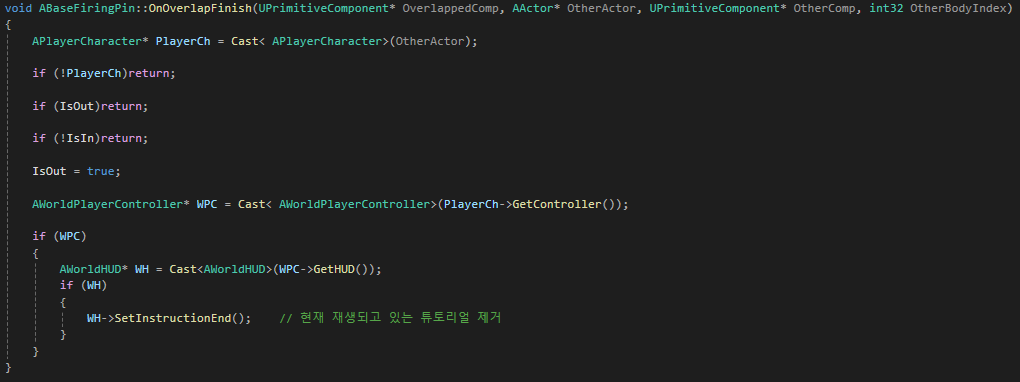 void ABaseFiringPin::OnOverlapFinish(UPrimitiveComponent* OverlappedComp, AActor* OtherActor, UPrimitiveComponent* OtherComp, int32 OtherBodyIndex)
{
APlayerCharacter* PlayerCh = Cast< APlayerCharacter>(OtherActor);
if (!PlayerCh)return;
if (IsOut)return;
if (!IsIn)return;
IsOut = true;
AWorldPlayerController* WPC = Cast< AWorldPlayerController>(PlayerCh->GetController());
if (WPC)
{
AWorldHUD* WH = Cast<AWorldHUD>(WPC->GetHUD());
if (WH)
{
WH->SetInstructionEnd();    // 현재 재생되고 있는 튜토리얼 제거
}
}
}